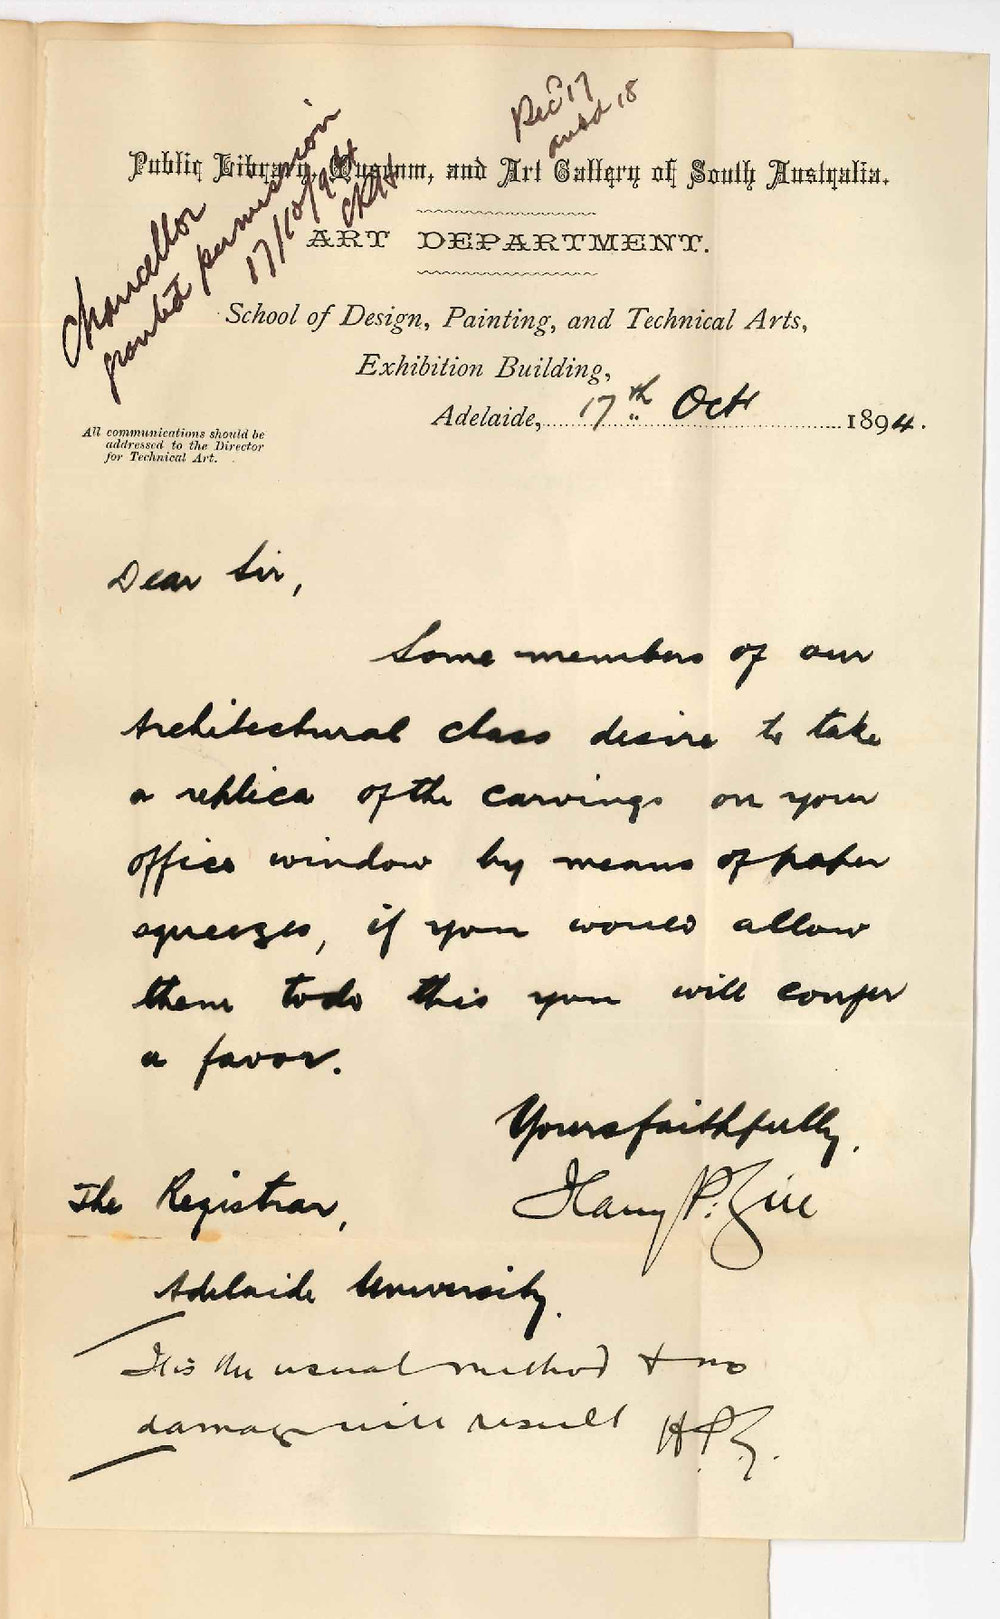 Recd 17
ansd 18
Chancellor
granted permission
17/10/94
Public Library, Museum, and Art Gallery of South Australia.
ART DEPARTMENT.
School of Design, Painting, and Technical Arts,
Exhibition Building,
Adelaide, 17th Oct 1894.
All communications should be
addressed to the Director
for Technical Art.
Dear Sir,
Some members of our
Architectural class desire to take
a replica of the carvings on your
office window by means of paper
squeezes, if you would allow
them to do this you will confer
a favor.
Yours faithfully,
Harry P. Gill
The Registrar,
Adelaide University.
It is the usual method & no
damage will result H.P.G.